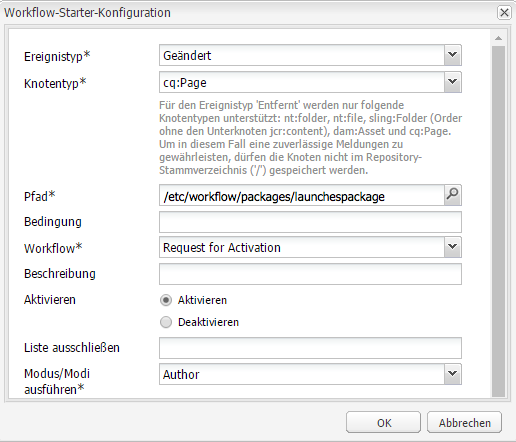 Workflow-Starter-Konfiguration
Ereignistyp* Geändert
Knotentyp* cq:Page
Für den Ereignistyp 'Entfernt' werden nur folgende
Knotentypen unterstützt: nt:folder, nt:file, sling:Folder (Order
ohne den Unterknoten jcr:content), dam:Asset und cq:Page.
Um in diesem Fall eine zuverlässige Meldungen zu
gewährleisten, dürfen die Knoten nicht im Repository-
Stammverzeichnis ('/') gespeichert werden.
Pfad* /etc/workflow/packages/launchespackage
Bedingung
Workflow* Request for Activation
Beschreibung
Aktivieren Aktivieren
Deaktivieren
Liste ausschließen
Modus/Modi Author
ausführen*
OK Abbrechen